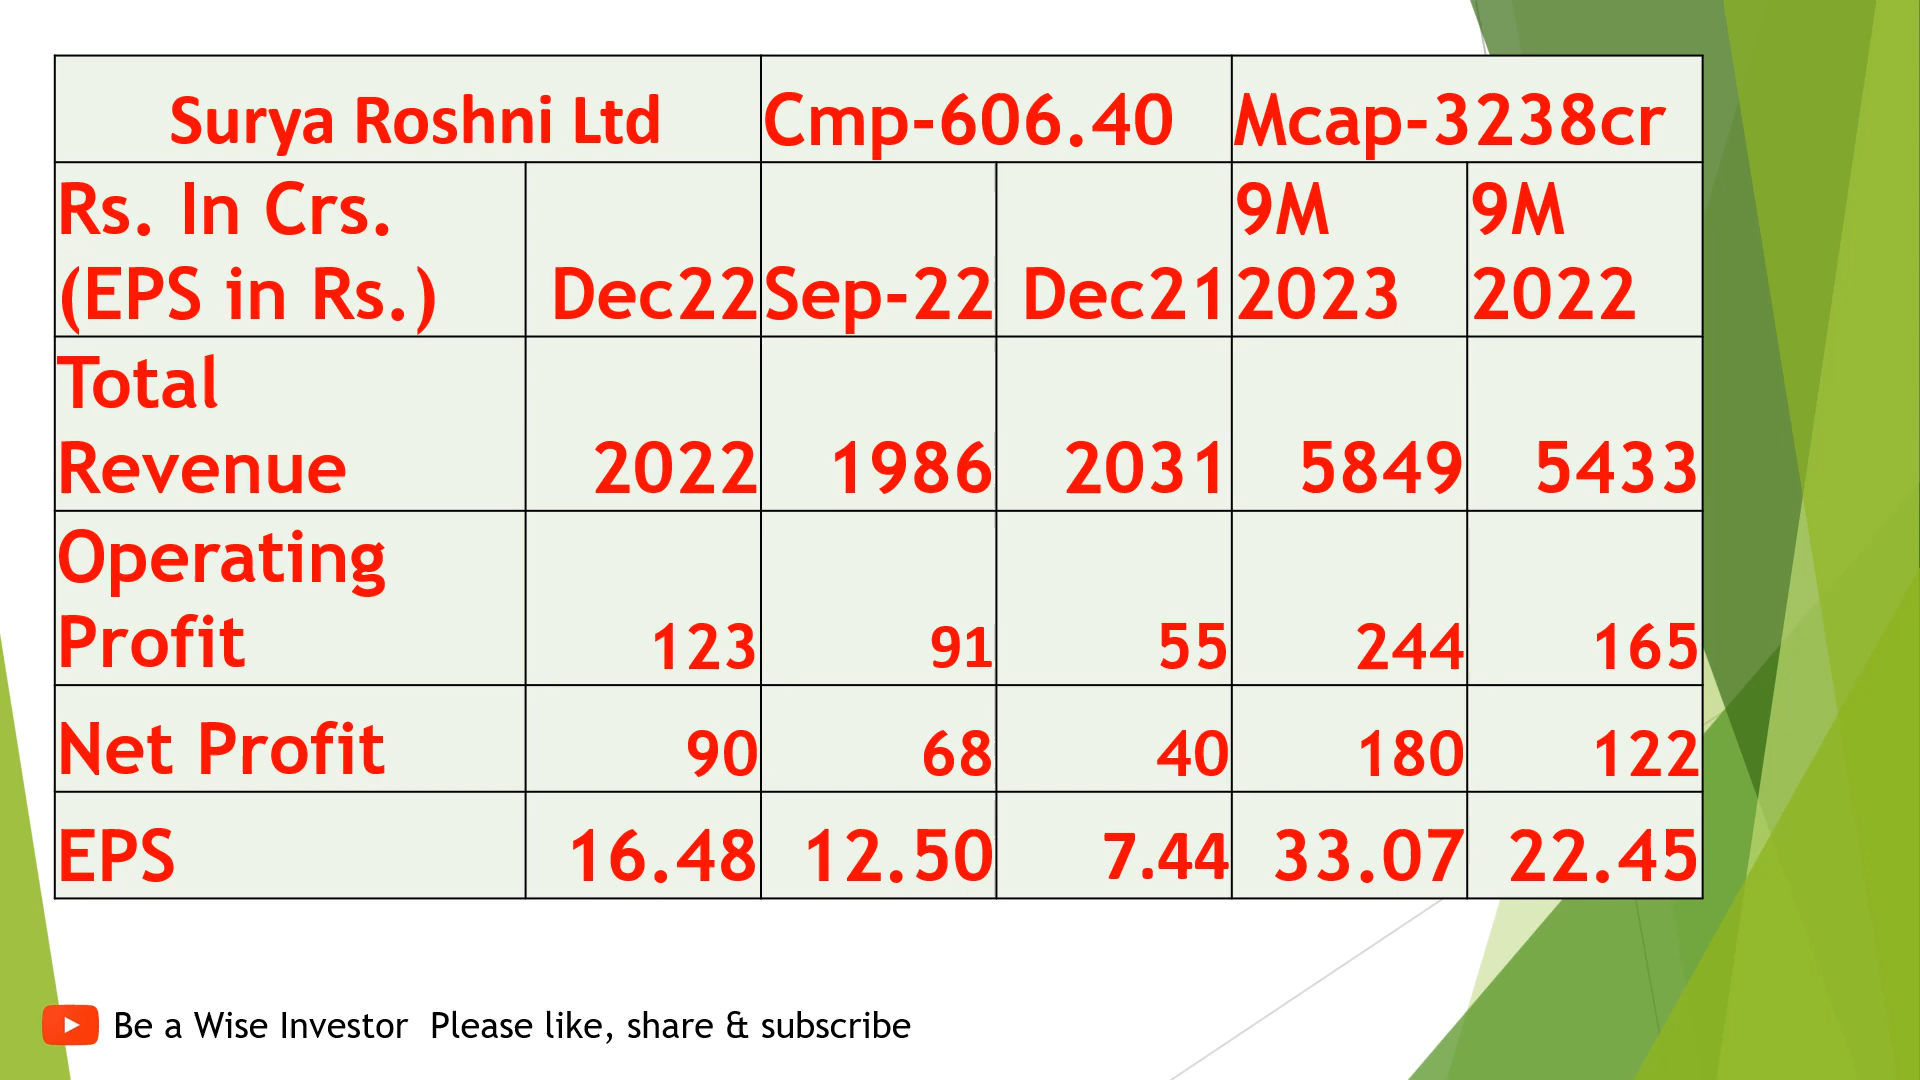 Surya Roshni Ltd Cmp-606.40 Mcap-3238cr
Rs. In Crs. (EPS in Rs.) Dec22 Sep-22 Dec21 9M 2023 9M 2022
Total Revenue 2022 1986 2031 5849 5433
Operating Profit 123 91 55 244 165
Net Profit 90 68 40 180 122
EPS 16.48 12.50 7.44 33.07 22.45
Be a Wise Investor Please like, share & subscribe